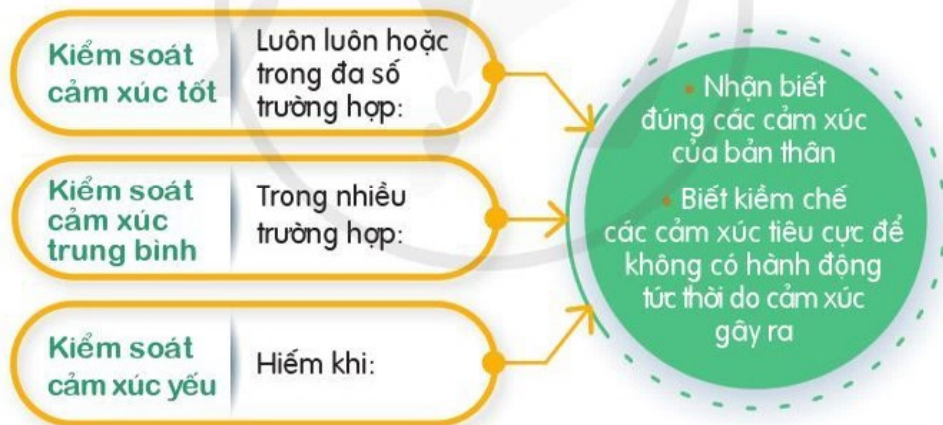 Kiểm soát
cảm xúc tốt
Luôn luôn hoặc
trong đa số
trường hợp:
Kiểm soát
cảm xúc
trung bình
Trong nhiều
trường hợp:
Kiểm soát
cảm xúc yếu
Hiếm khi:
• Nhận biết
đúng các cảm xúc
của bản thân
• Biết kiềm chế
các cảm xúc tiêu cực để
không có hành động
tức thời do cảm xúc
gây ra